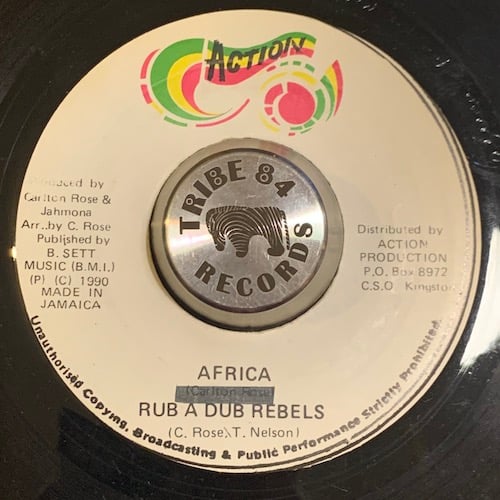 ACTION
Produced by
Carlton Rose &
Jahmona
Arr..by C. Rose
Published by
B. SETT
MUSIC (B.M.I.)
(P) (C) 1990
MADE IN
JAMAICA
TRIBE 84
RECORDS
Distributed by
ACTION
PRODUCTION
P.O. Box 8972
C.S.O. Kingston
AFRICA
(Carlton Rose)
RUB A DUB REBELS
(C. Rose\T. Nelson)
Unauthorised Copying, Broadcasting & Public Performance Strictly Prohibited.